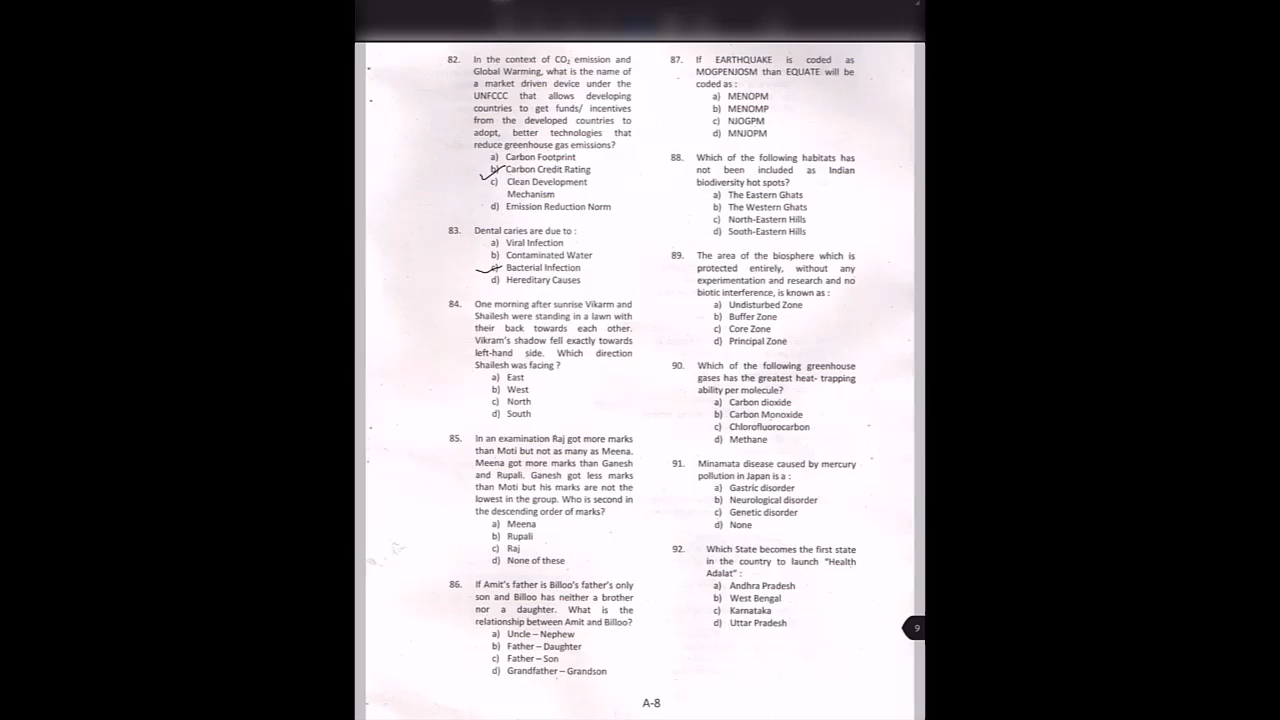 82. In the context of CO₂ emission and
Global Warming, what is the name of
a market driven device under the
UNFCCC that allows developing
countries to get funds/ incentives
from the developed countries to
adopt, better technologies that
reduce greenhouse gas emissions?
a) Carbon Footprint
b) Carbon Credit Rating
c) Clean Development
Mechanism
d) Emission Reduction Norm
83. Dental caries are due to :
a) Viral Infection
b) Contaminated Water
c) Bacterial Infection
d) Hereditary Causes
84. One morning after sunrise Vikarm and
Shailesh were standing in a lawn with
their back towards each other.
Vikram's shadow fell exactly towards
left-hand side. Which direction
Shailesh was facing ?
a) East
b) West
c) North
d) South
85. In an examination Raj got more marks
than Moti but not as many as Meena.
Meena got more marks than Ganesh
and Rupali. Ganesh got less marks
than Moti but his marks are not the
lowest in the group. Who is second in
the descending order of marks?
a) Meena
b) Rupali
c) Raj
d) None of these
86. If Amit's father is Billoo's father's only
son and Billoo has neither a brother
nor a daughter. What is the
relationship between Amit and Billoo?
a) Uncle – Nephew
b) Father – Daughter
c) Father – Son
d) Grandfather – Grandson
87. If EARTHQUAKE is coded as
MOGPENJOSM than EQUATE will be
coded as :
a) MENOPM
b) MENOMP
c) NJOGPM
d) MNJOPM
88. Which of the following habitats has
not been included as Indian
biodiversity hot spots?
a) The Eastern Ghats
b) The Western Ghats
c) North-Eastern Hills
d) South-Eastern Hills
89. The area of the biosphere which is
protected entirely, without any
experimentation and research and no
biotic interference, is known as :
a) Undisturbed Zone
b) Buffer Zone
c) Core Zone
d) Principal Zone
90. Which of the following greenhouse
gases has the greatest heat- trapping
ability per molecule?
a) Carbon dioxide
b) Carbon Monoxide
c) Chlorofluorocarbon
d) Methane
91. Minamata disease caused by mercury
pollution in Japan is a :
a) Gastric disorder
b) Neurological disorder
c) Genetic disorder
d) None
92. Which State becomes the first state
in the country to launch "Health
Adalat" :
a) Andhra Pradesh
b) West Bengal
c) Karnataka
d) Uttar Pradesh
9
A-8